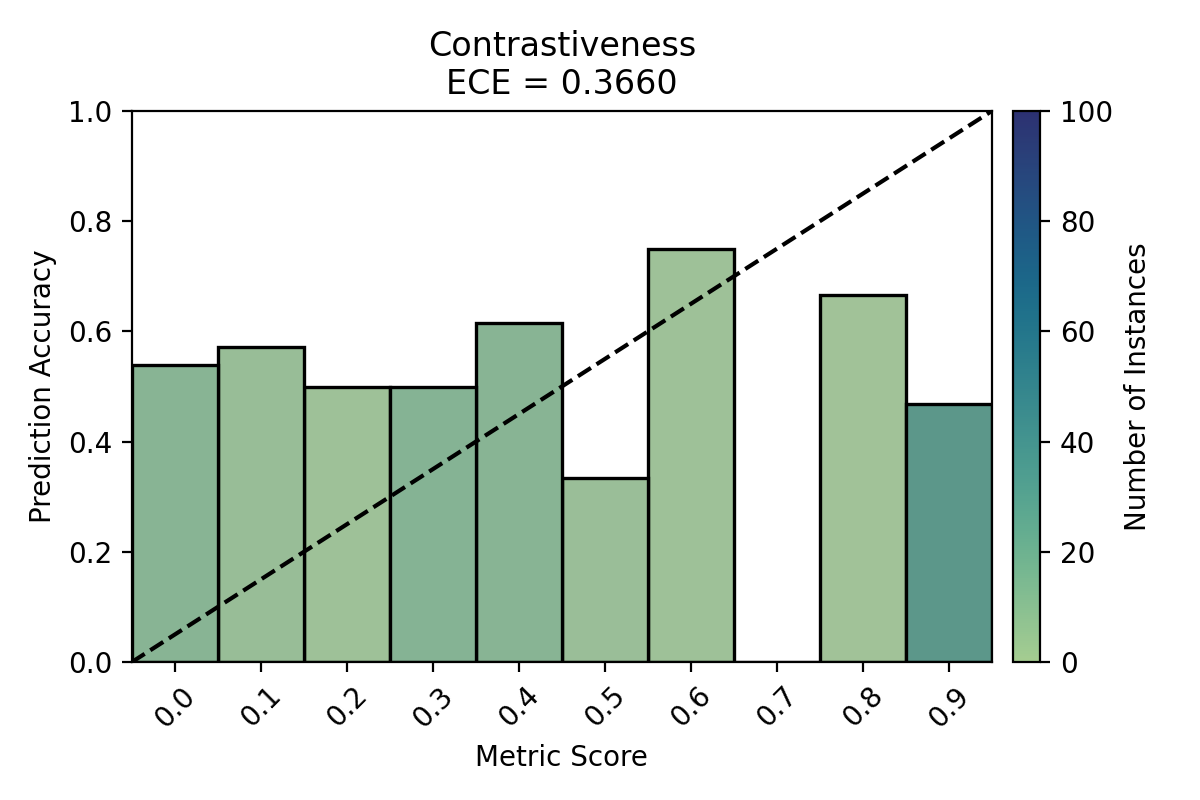 Contrastiveness
ECE = 0.3660
1.0
0.8
0.6
0.4
0.2
0.0
Prediction Accuracy
0.0 0.1 0.2 0.3 0.4 0.5 0.6 0.7 0.8 0.9
Metric Score
100
80
60
40
20
0
Number of Instances